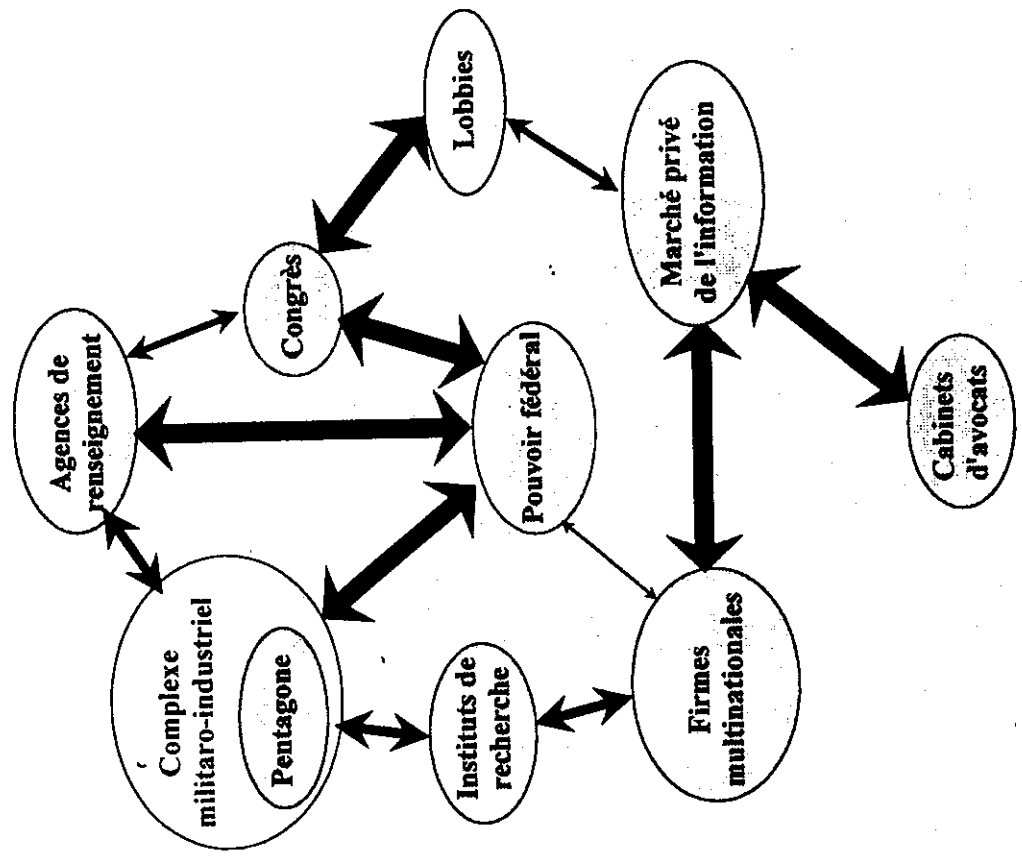 Agences de
renseignement
Complexe
militaro-industriel
Pentagone
Congrès
Lobbies
Instituts de
recherche
Pouvoir fédéral
Firmes
multinationales
Marché privé
de l'information
Cabinets
d'avocats